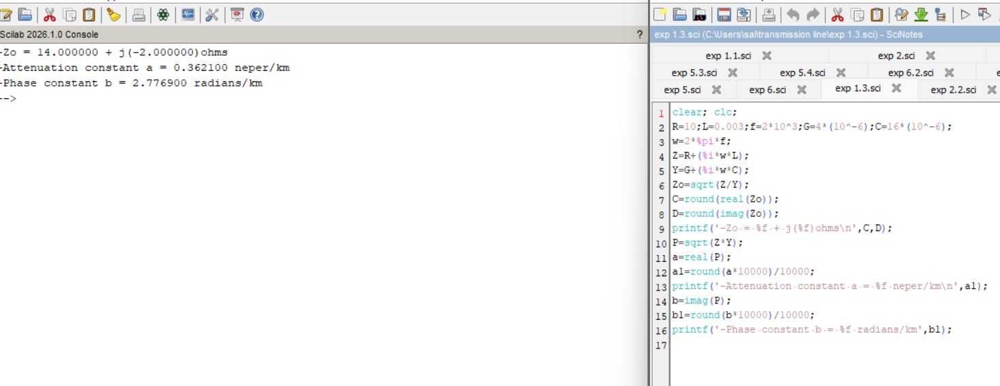 Scilab 2026.1.0 Console
?
-Zo = 14.000000 + j(-2.000000)ohms
-Attenuation constant a = 0.362100 neper/km
-Phase constant b = 2.776900 radians/km
-->
exp 1.3.sci (C:\Users\sai\transmission line\exp 1.3.sci) - SciNotes
exp 1.1.sci exp 2.sci
exp 5.3.sci exp 5.4.sci exp 6.2.sci
exp 5.sci exp 6.sci exp 1.3.sci exp 2.2.sci
1 clear; clc;
2 R=10;L=0.003;f=2*10^3;G=4*(10^-6);C=16*(10^-6);
3 w=2*%pi*f;
4 Z=R+(%i*w*L);
5 Y=G+(%i*w*C);
6 Zo=sqrt(Z/Y);
7 C=round(real(Zo));
8 D=round(imag(Zo));
9 printf('-Zo = %f + j(%f)ohms\n',C,D);
10 P=sqrt(Z*Y);
11 a=real(P);
12 a1=round(a*10000)/10000;
13 printf('-Attenuation constant a = %f neper/km\n',a1);
14 b=imag(P);
15 b1=round(b*10000)/10000;
16 printf('-Phase constant b = %f radians/km',b1);
17